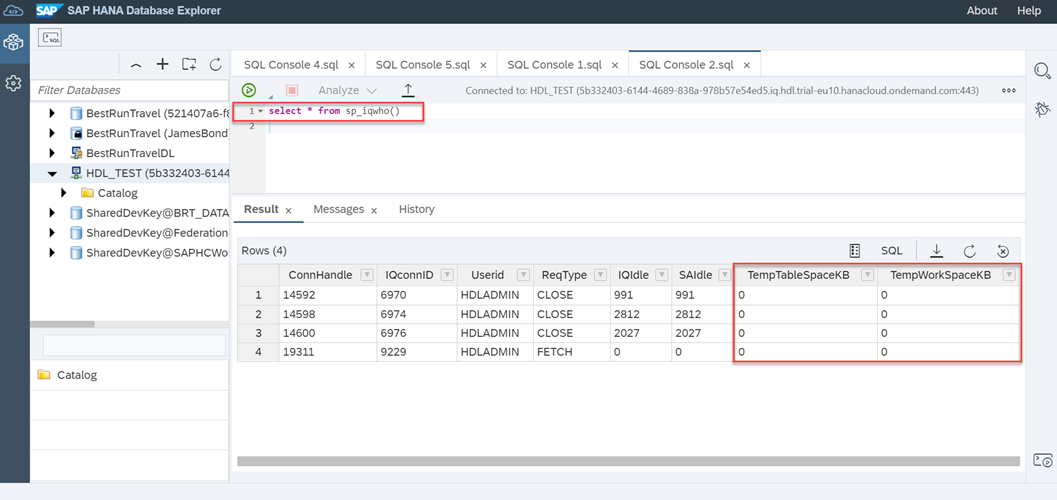 SAP SAP HANA Database Explorer About Help
SQL
Filter Databases
BestRunTravel (521407a6-f8
BestRunTravel (JamesBond)
BestRunTravelDL
HDL_TEST (5b332403-6144
Catalog
SharedDevKey@BRT_DATA
SharedDevKey@Federation
SharedDevKey@SAPHCWo
Catalog
SQL Console 4.sql SQL Console 5.sql SQL Console 1.sql SQL Console 2.sql
Analyze Connected to: HDL_TEST (5b332403-6144-4689-838a-978b57e54ed5.iq.hdl.trial-eu10.hanacloud.ondemand.com:443)
1 select * from sp_iqwho()
2
Result Messages History
Rows (4) SQL
ConnHandle IQconnID Userid ReqType IQIdle SAIdle TempTableSpaceKB TempWorkSpaceKB
1 14592 6970 HDLADMIN CLOSE 991 991 0 0
2 14598 6974 HDLADMIN CLOSE 2812 2812 0 0
3 14600 6976 HDLADMIN CLOSE 2027 2027 0 0
4 19311 9229 HDLADMIN FETCH 0 0 0 0